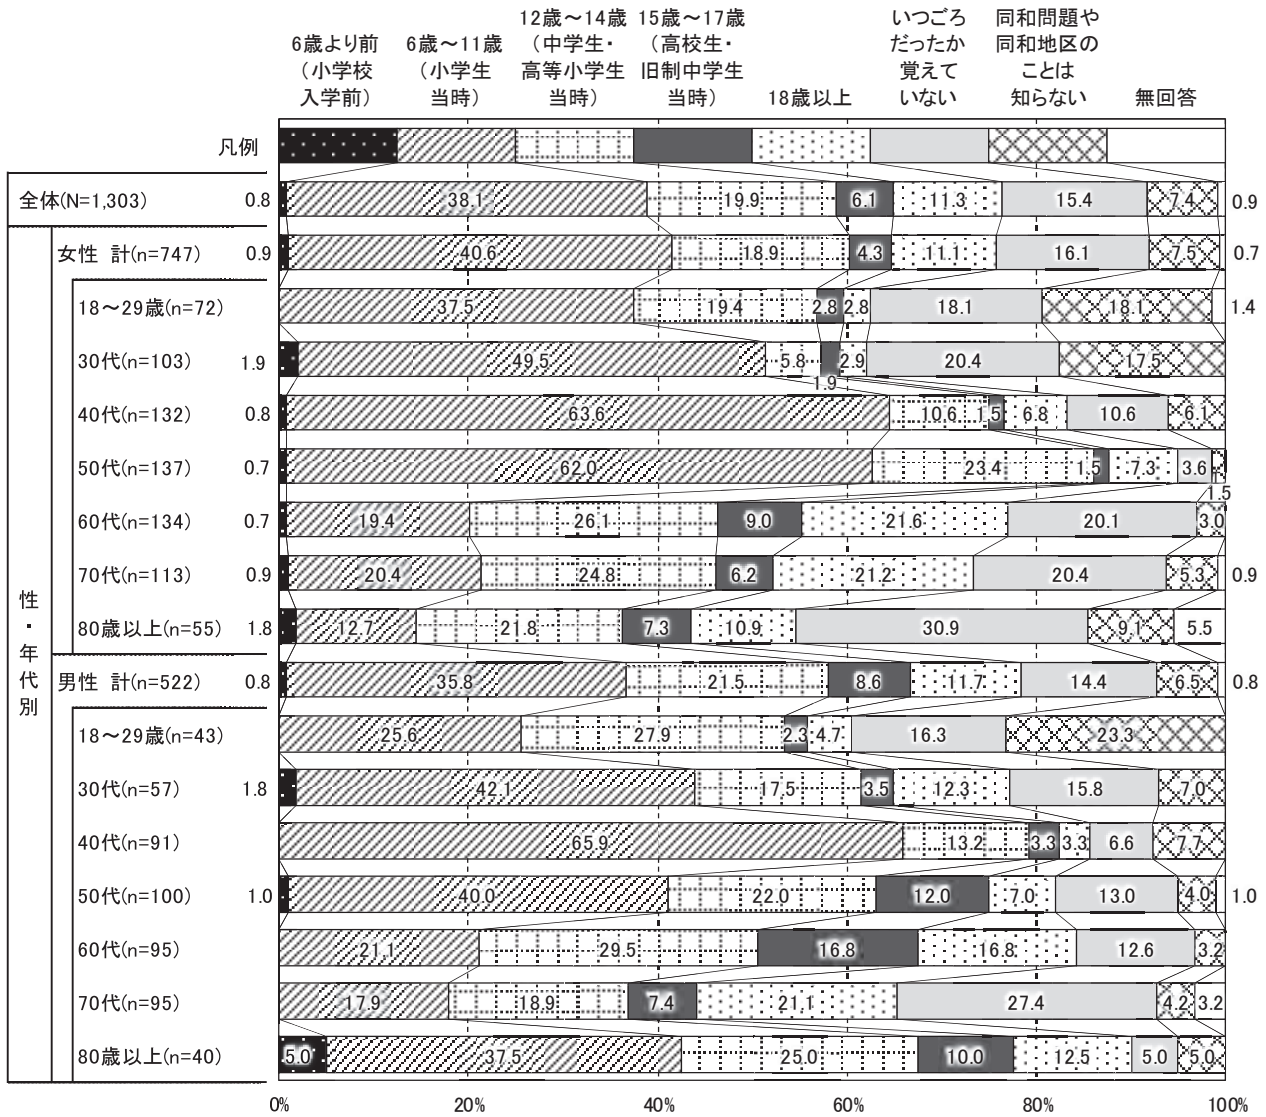 6歳より前
（小学校
入学前）
6歳～11歳
（小学生
当時）
12歳～14歳
（中学生・
高等小学生
当時）
15歳～17歳
（高校生・
旧制中学生
当時）
18歳以上
いつごろ
だったか
覚えて
いない
同和問題や
同和地区の
ことは
知らない
無回答
凡例
全体(N=1,303) 0.8 38.1 19.9 6.1 11.3 15.4 7.4 0.9
性・年代別
女性 計(n=747) 0.9 40.6 18.9 4.3 11.1 16.1 7.5 0.7
18～29歳(n=72) 37.5 19.4 2.8 2.8 18.1 18.1 1.4
30代(n=103) 1.9 49.5 5.8 1.9 2.9 20.4 17.5
40代(n=132) 0.8 63.6 10.6 1.5 6.8 10.6 6.1
50代(n=137) 0.7 62.0 23.4 1.5 7.3 3.6 1.5
60代(n=134) 0.7 19.4 26.1 9.0 21.6 20.1 3.0
70代(n=113) 0.9 20.4 24.8 6.2 21.2 20.4 5.3 0.9
80歳以上(n=55) 1.8 12.7 21.8 7.3 10.9 30.9 9.1 5.5
男性 計(n=522) 0.8 35.8 21.5 8.6 11.7 14.4 6.5 0.8
18～29歳(n=43) 25.6 27.9 2.3 4.7 16.3 23.3
30代(n=57) 1.8 42.1 17.5 3.5 12.3 15.8 7.0
40代(n=91) 65.9 13.2 3.3 3.3 6.6 7.7
50代(n=100) 1.0 40.0 22.0 12.0 7.0 13.0 4.0 1.0
60代(n=95) 21.1 29.5 16.8 16.8 12.6 3.2
70代(n=95) 17.9 18.9 7.4 21.1 27.4 4.2 3.2
80歳以上(n=40) 5.0 37.5 25.0 10.0 12.5 5.0 5.0
0% 20% 40% 60% 80% 100%